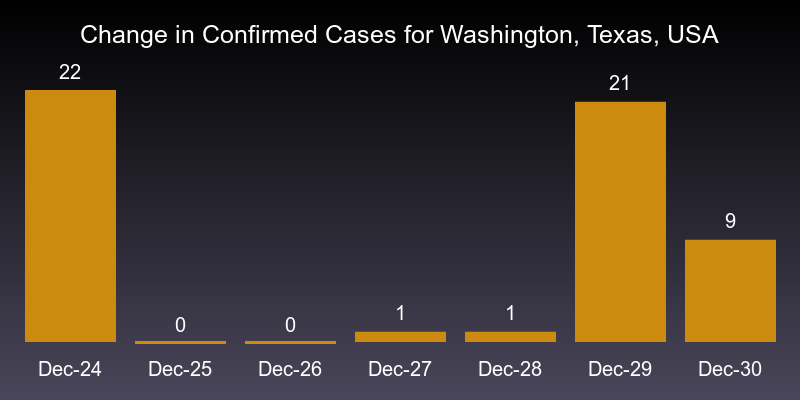 Change in Confirmed Cases for Washington, Texas, USA
22
0
0
1
1
21
9
Dec-24
Dec-25
Dec-26
Dec-27
Dec-28
Dec-29
Dec-30